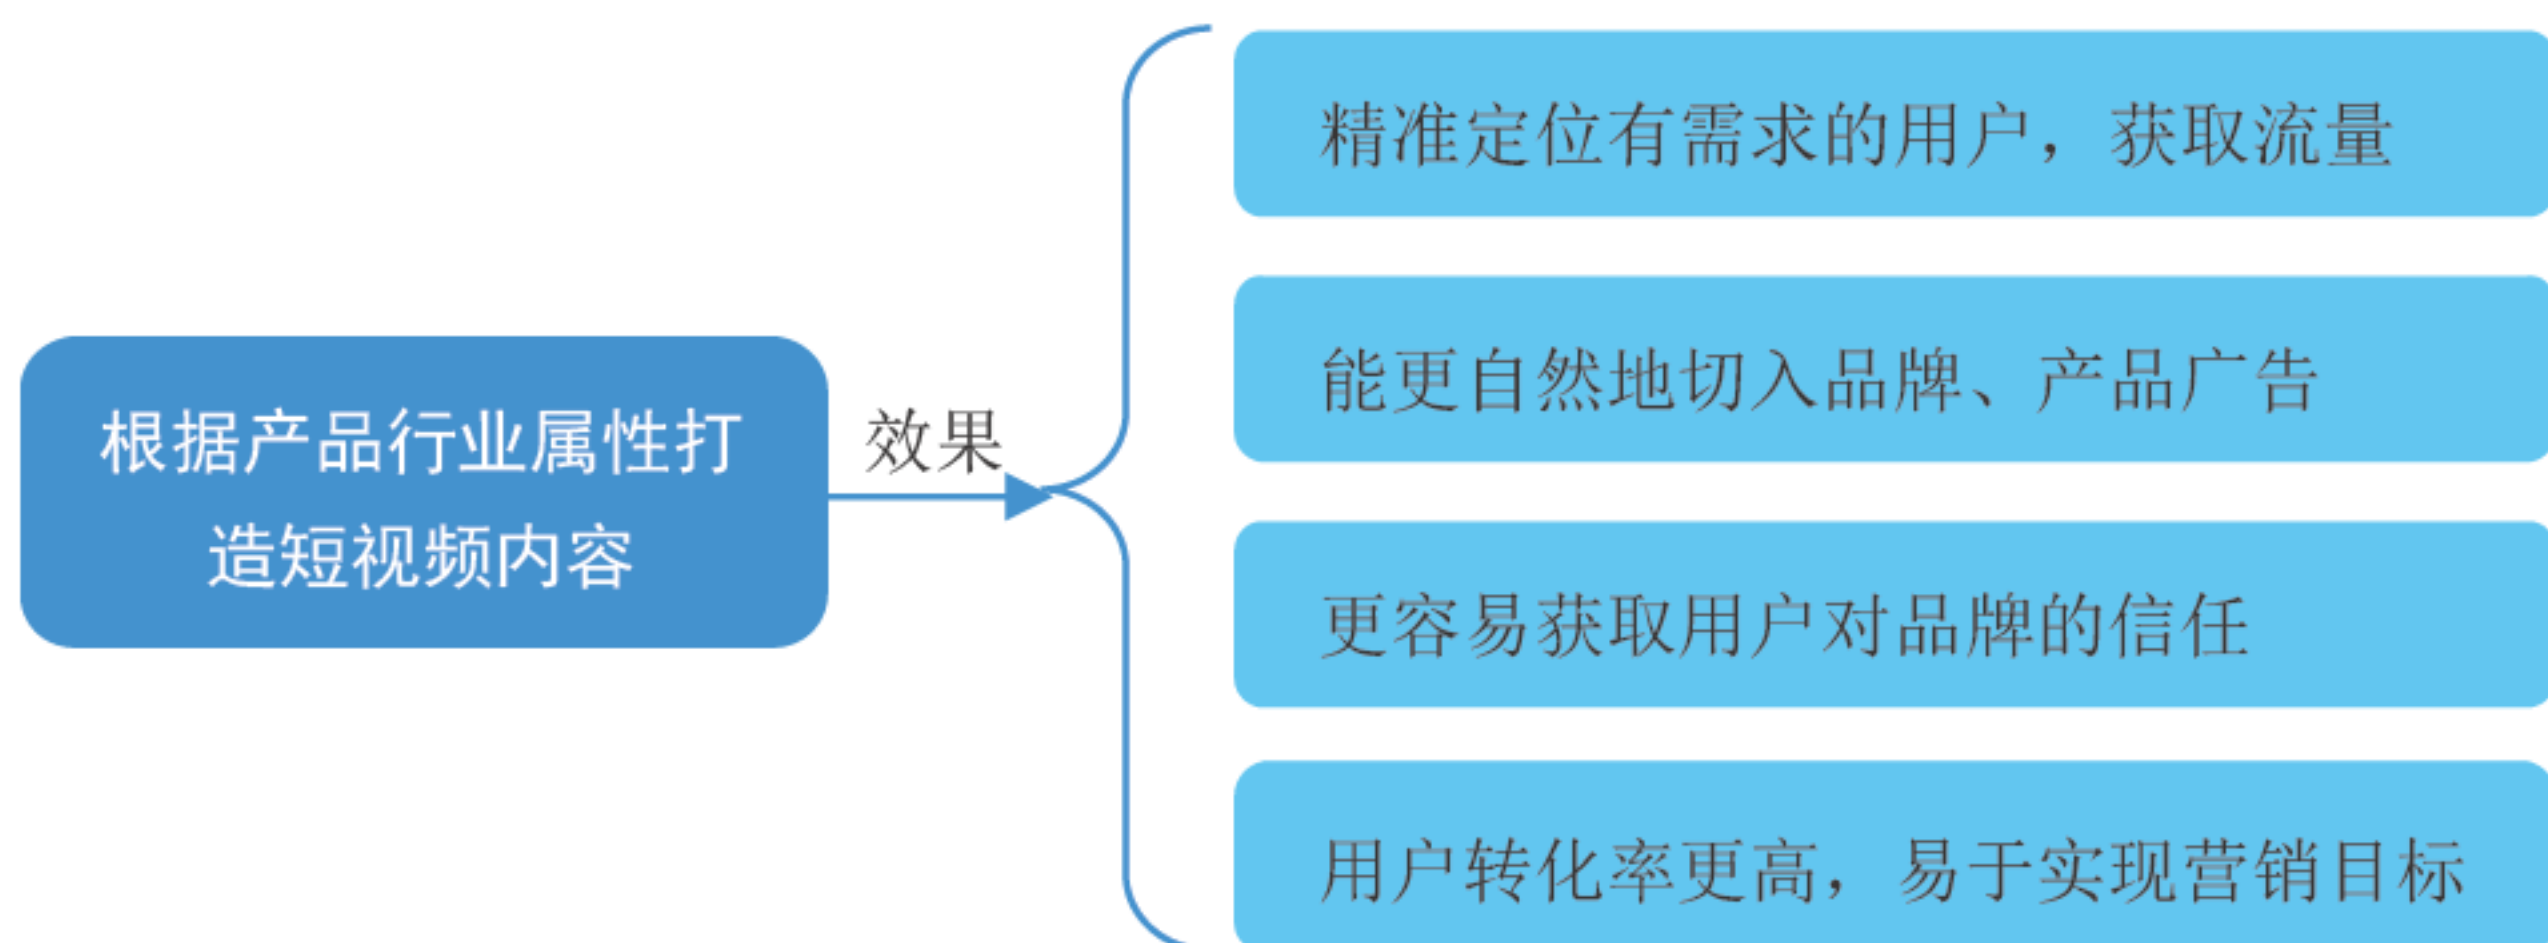 根据产品行业属性打
造短视频内容
效果
精准定位有需求的用户，获取流量
能更自然地切入品牌、产品广告
更容易获取用户对品牌的信任
用户转化率更高，易于实现营销目标